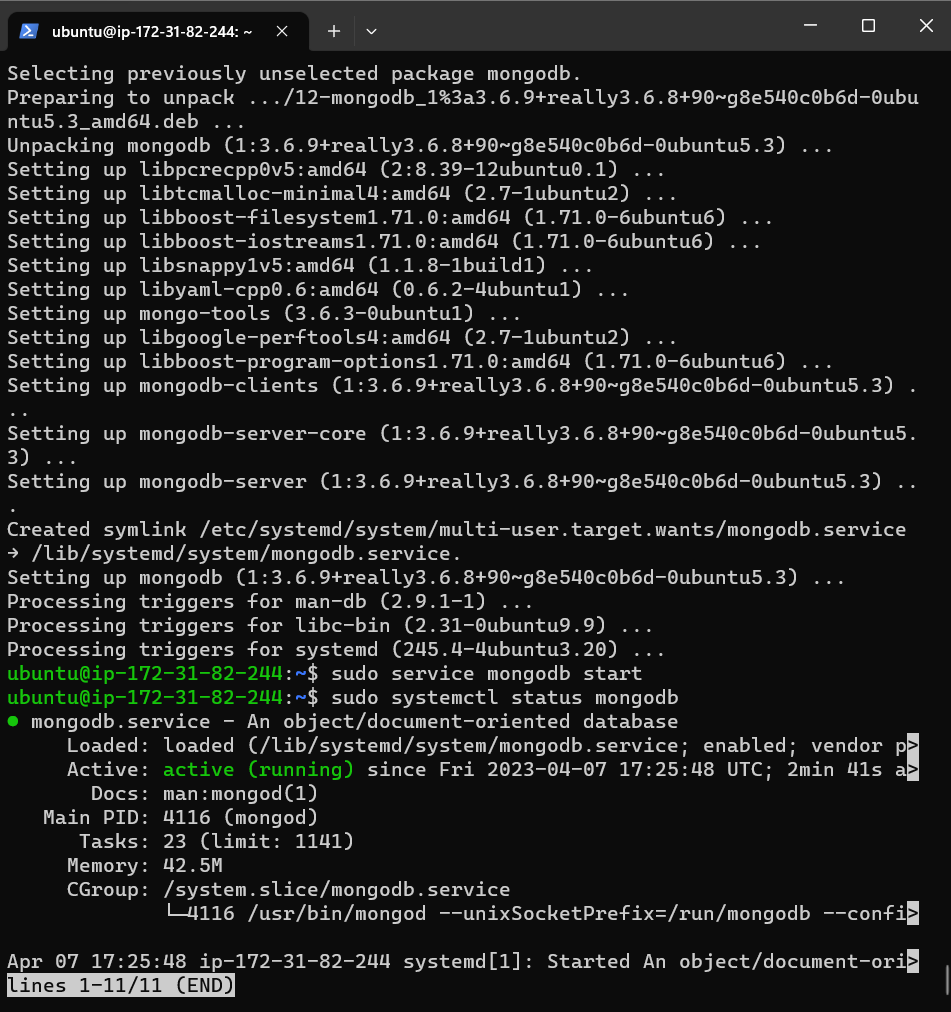 ubuntu@ip-172-31-82-244: ~
Selecting previously unselected package mongodb.
Preparing to unpack .../12-mongodb_1%3a3.6.9+really3.6.8+90~g8e540c0b6d-0ubu
ntu5.3_amd64.deb ...
Unpacking mongodb (1:3.6.9+really3.6.8+90~g8e540c0b6d-0ubuntu5.3) ...
Setting up libpcrecpp0v5:amd64 (2:8.39-12ubuntu0.1) ...
Setting up libtcmalloc-minimal4:amd64 (2.7-1ubuntu2) ...
Setting up libboost-filesystem1.71.0:amd64 (1.71.0-6ubuntu6) ...
Setting up libboost-iostreams1.71.0:amd64 (1.71.0-6ubuntu6) ...
Setting up libsnappy1v5:amd64 (1.1.8-1build1) ...
Setting up libyaml-cpp0.6:amd64 (0.6.2-4ubuntu1) ...
Setting up mongo-tools (3.6.3-0ubuntu1) ...
Setting up libgoogle-perftools4:amd64 (2.7-1ubuntu2) ...
Setting up libboost-program-options1.71.0:amd64 (1.71.0-6ubuntu6) ...
Setting up mongodb-clients (1:3.6.9+really3.6.8+90~g8e540c0b6d-0ubuntu5.3) .
..
Setting up mongodb-server-core (1:3.6.9+really3.6.8+90~g8e540c0b6d-0ubuntu5.
3) ...
Setting up mongodb-server (1:3.6.9+really3.6.8+90~g8e540c0b6d-0ubuntu5.3) ..
.
Created symlink /etc/systemd/system/multi-user.target.wants/mongodb.service
→ /lib/systemd/system/mongodb.service.
Setting up mongodb (1:3.6.9+really3.6.8+90~g8e540c0b6d-0ubuntu5.3) ...
Processing triggers for man-db (2.9.1-1) ...
Processing triggers for libc-bin (2.31-0ubuntu9.9) ...
Processing triggers for systemd (245.4-4ubuntu3.20) ...
ubuntu@ip-172-31-82-244:~$ sudo service mongodb start
ubuntu@ip-172-31-82-244:~$ sudo systemctl status mongodb
● mongodb.service - An object/document-oriented database
Loaded: loaded (/lib/systemd/system/mongodb.service; enabled; vendor p>
Active: active (running) since Fri 2023-04-07 17:25:48 UTC; 2min 41s a>
Docs: man:mongod(1)
Main PID: 4116 (mongod)
Tasks: 23 (limit: 1141)
Memory: 42.5M
CGroup: /system.slice/mongodb.service
└─4116 /usr/bin/mongod --unixSocketPrefix=/run/mongodb --confi>
Apr 07 17:25:48 ip-172-31-82-244 systemd[1]: Started An object/document-ori>
lines 1-11/11 (END)